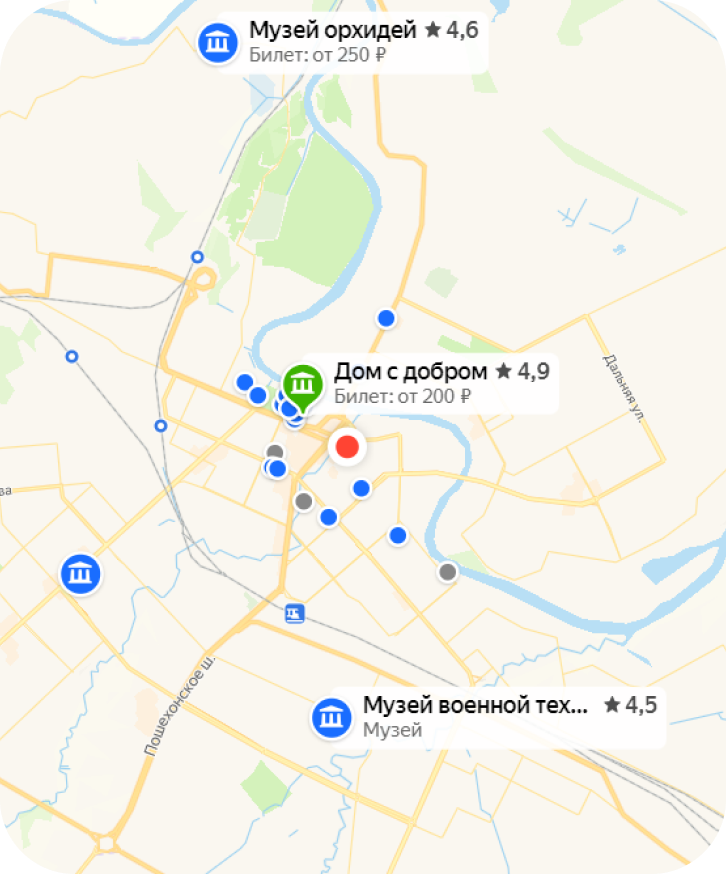 Музей орхидей ★ 4,6
Билет: от 250 ₽
Дом с добром ★ 4,9
Билет: от 200 ₽
Дальняя ул.
ва
Пошехонское ш.
Музей военной тех... ★ 4,5
Музей